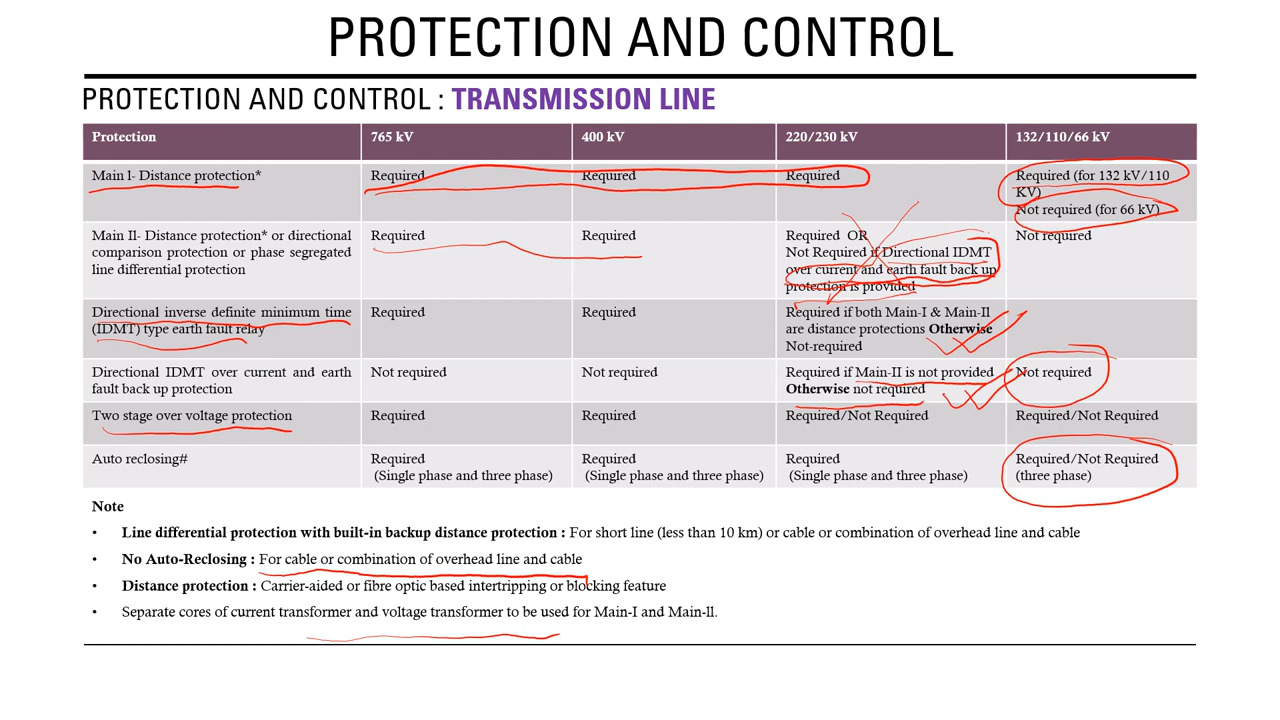 PROTECTION AND CONTROL
PROTECTION AND CONTROL : TRANSMISSION LINE
Protection 765 kV 400 kV 220/230 kV 132/110/66 kV
Main l- Distance protection* Required Required Required Required (for 132 kV/110
KV)
Not required (for 66 kV)
Main II- Distance protection* or directional Required Required Required OR Not required
comparison protection or phase segregated Not Required if Directional IDMT
line differential protection over current and earth fault back up
protection is provided
Directional inverse definite minimum time Required Required Required if both Main-I & Main-II
(IDMT) type earth fault relay are distance protections Otherwise
Not-required
Directional IDMT over current and earth Not required Not required Required if Main-II is not provided Not required
fault back up protection Otherwise not required
Two stage over voltage protection Required Required Required/Not Required Required/Not Required
Auto reclosing# Required Required Required Required/Not Required
(Single phase and three phase) (Single phase and three phase) (Single phase and three phase) (three phase)
Note
• Line differential protection with built-in backup distance protection : For short line (less than 10 km) or cable or combination of overhead line and cable
• No Auto-Reclosing : For cable or combination of overhead line and cable
• Distance protection : Carrier-aided or fibre optic based intertripping or blocking feature
• Separate cores of current transformer and voltage transformer to be used for Main-I and Main-ll.